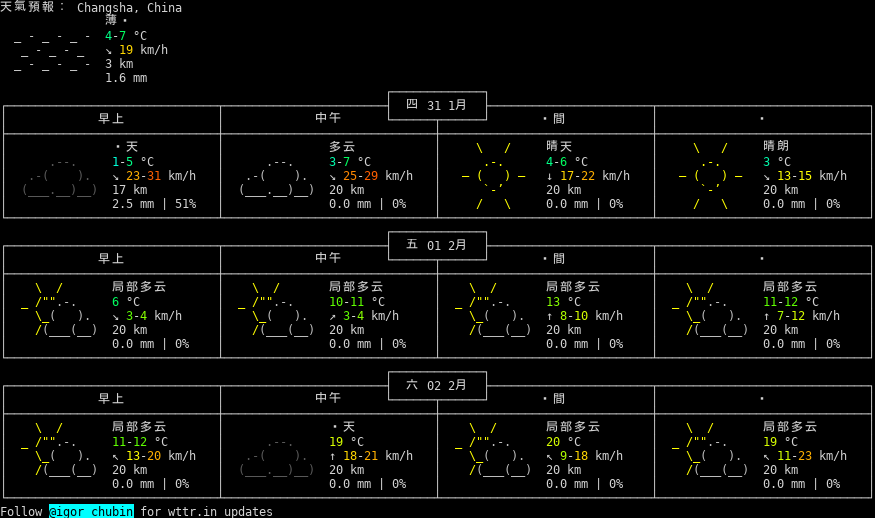 天氣預報： Changsha, China
薄・
4-7 °C
↘ 19 km/h
3 km
1.6 mm
四 31 1月
早上 中午 ・間 ・
・天 多云 晴天 晴朗
1-5 °C 3-7 °C 4-6 °C 3 °C
↘ 23-31 km/h ↘ 25-29 km/h ↓ 17-22 km/h ↘ 13-15 km/h
17 km 20 km 20 km 20 km
2.5 mm | 51% 0.0 mm | 0% 0.0 mm | 0% 0.0 mm | 0%
五 01 2月
早上 中午 ・間 ・
局部多云 局部多云 局部多云 局部多云
6 °C 10-11 °C 13 °C 11-12 °C
↘ 3-4 km/h ↗ 3-4 km/h ↑ 8-10 km/h ↑ 7-12 km/h
20 km 20 km 20 km 20 km
0.0 mm | 0% 0.0 mm | 0% 0.0 mm | 0% 0.0 mm | 0%
六 02 2月
早上 中午 ・間 ・
局部多云 ・天 局部多云 局部多云
11-12 °C 19 °C 20 °C 19 °C
↖ 13-20 km/h ↑ 18-21 km/h ↖ 9-18 km/h ↖ 11-23 km/h
20 km 20 km 20 km 20 km
0.0 mm | 0% 0.0 mm | 0% 0.0 mm | 0% 0.0 mm | 0%
Follow @igor_chubin for wttr.in updates